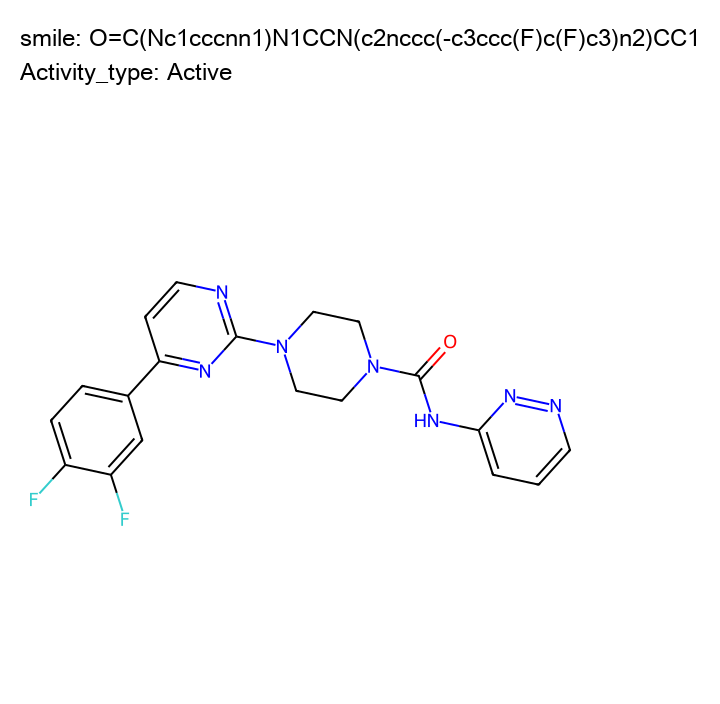 smile: O=C(Nc1cccnn1)N1CCN(c2nccc(-c3ccc(F)c(F)c3)n2)CC1
Activity_type: Active
N
N
N
N
O
HN
N
N
F
F